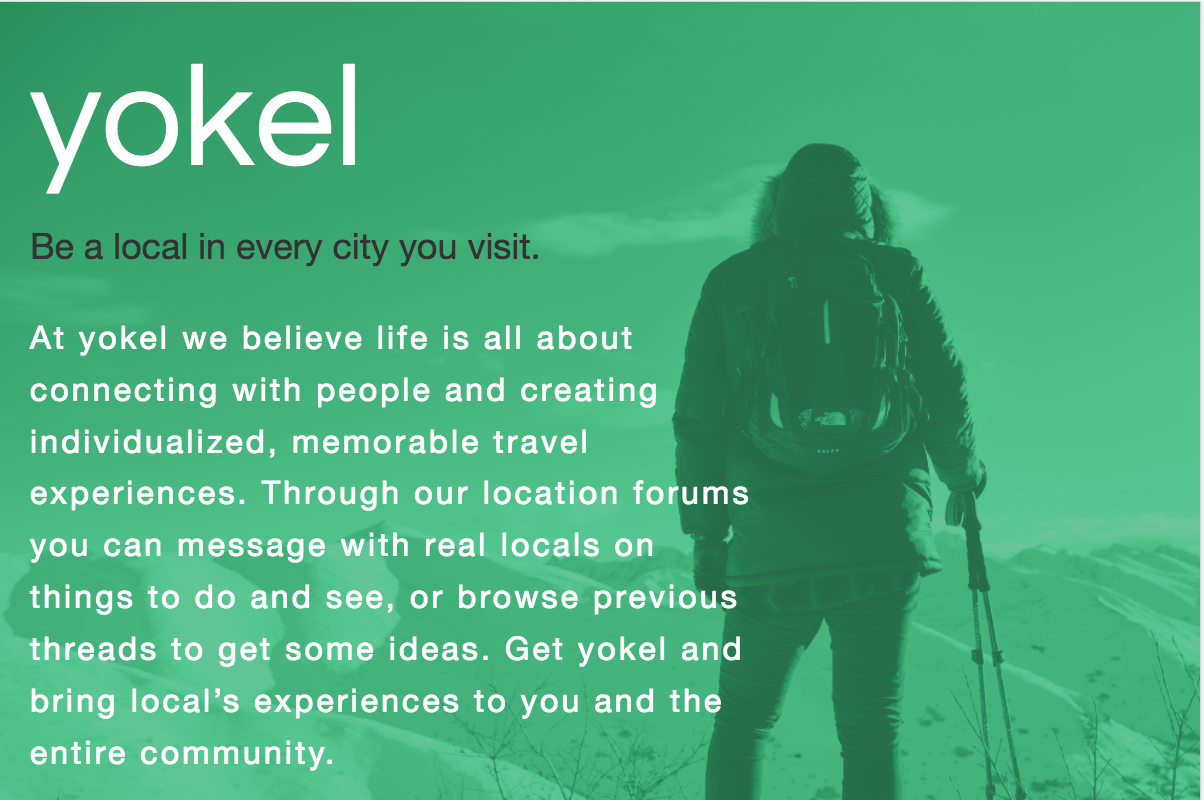 yokel
Be a local in every city you visit.
At yokel we believe life is all about
connecting with people and creating
individualized, memorable travel
experiences. Through our location forums
you can message with real locals on
things to do and see, or browse previous
threads to get some ideas. Get yokel and
bring local’s experiences to you and the
entire community.